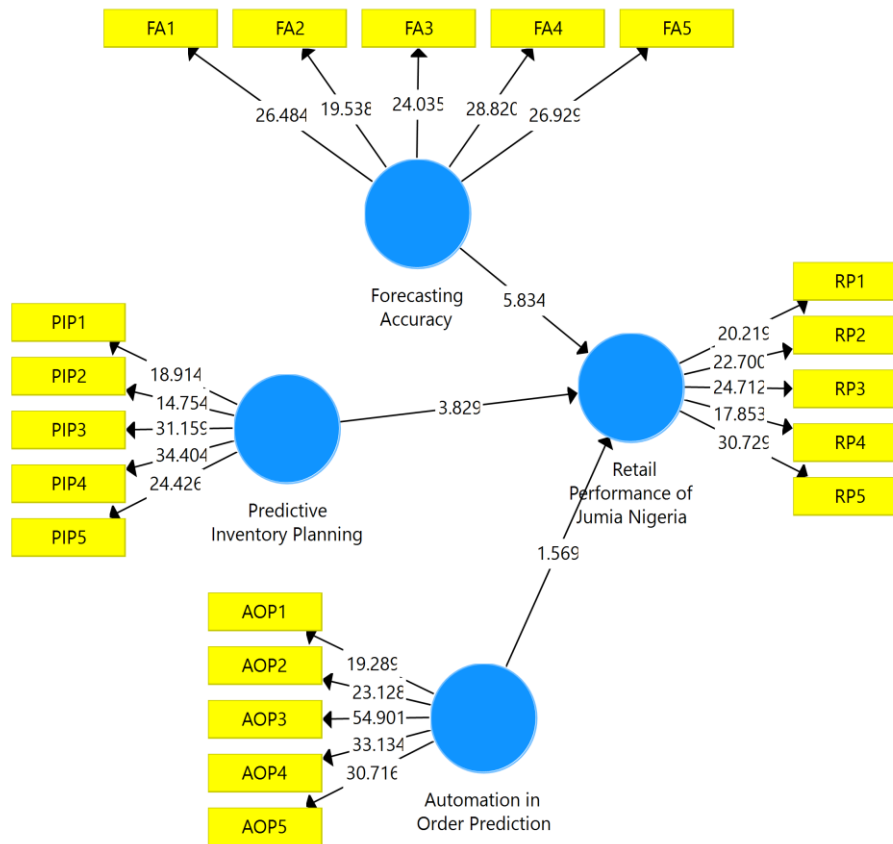 FA1
FA2
FA3
FA4
FA5
26.484
19.538
24.035
28.820
26.929
Forecasting
Accuracy
5.834
PIP1
PIP2
PIP3
PIP4
PIP5
18.914
14.754
31.159
34.404
24.426
Predictive
Inventory Planning
3.829
RP1
RP2
RP3
RP4
RP5
20.219
22.700
24.712
17.853
30.729
Retail
Performance of
Jumia Nigeria
1.569
AOP1
AOP2
AOP3
AOP4
AOP5
19.289
23.128
54.901
33.134
30.716
Automation in
Order Prediction